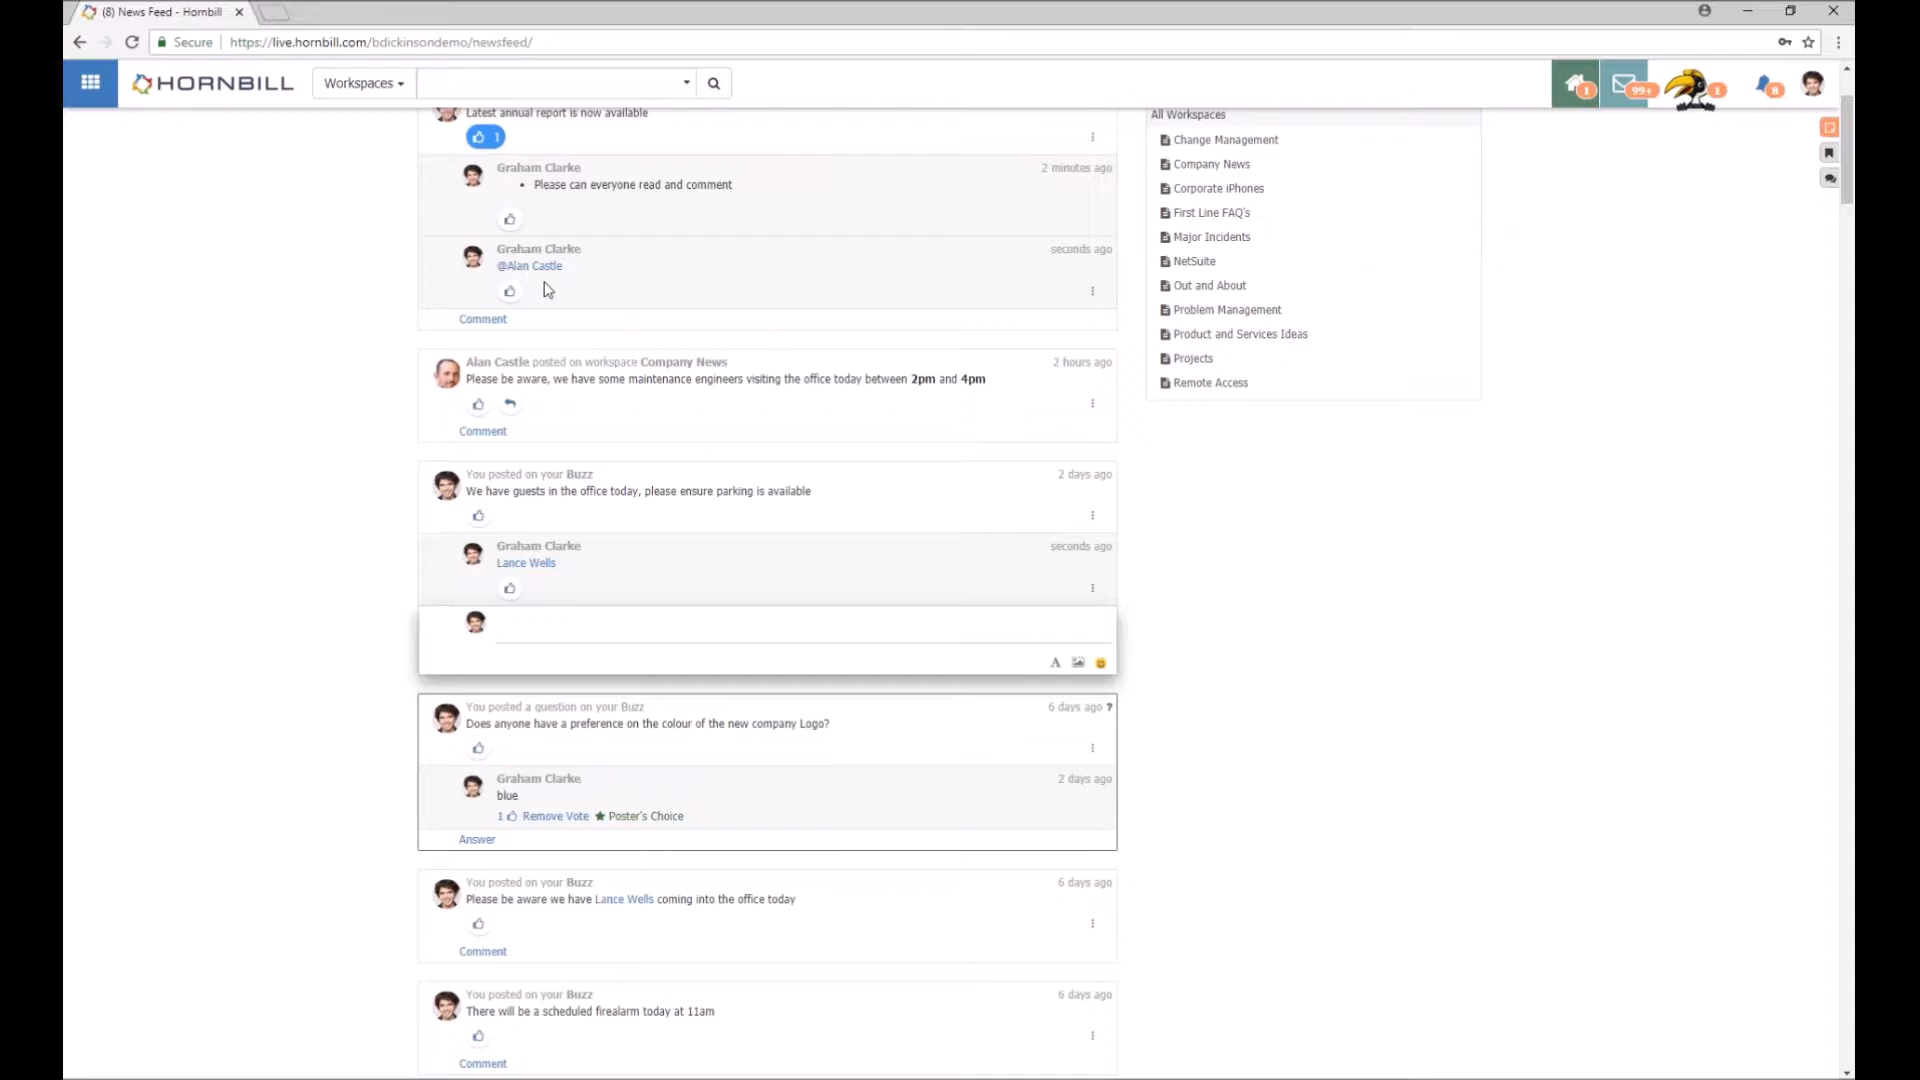 (8) News Feed - Hornbill
Secure https://live.hornbill.com/bdickinsondemo/newsfeed/
HORNBILL Workspaces 1 99+ 1 8
Latest annual report is now available
1
Graham Clarke 2 minutes ago
• Please can everyone read and comment
Graham Clarke seconds ago
@Alan Castle
Comment
Alan Castle posted on workspace Company News 2 hours ago
Please be aware, we have some maintenance engineers visiting the office today between 2pm and 4pm
Comment
You posted on your Buzz 2 days ago
We have guests in the office today, please ensure parking is available
Graham Clarke seconds ago
Lance Wells
A
You posted a question on your Buzz 6 days ago ?
Does anyone have a preference on the colour of the new company Logo?
Graham Clarke 2 days ago
blue
1 Remove Vote ★ Poster's Choice
Answer
You posted on your Buzz 6 days ago
Please be aware we have Lance Wells coming into the office today
Comment
You posted on your Buzz 6 days ago
There will be a scheduled firealarm today at 11am
Comment
All Workspaces
Change Management
Company News
Corporate iPhones
First Line FAQ's
Major Incidents
NetSuite
Out and About
Problem Management
Product and Services Ideas
Projects
Remote Access